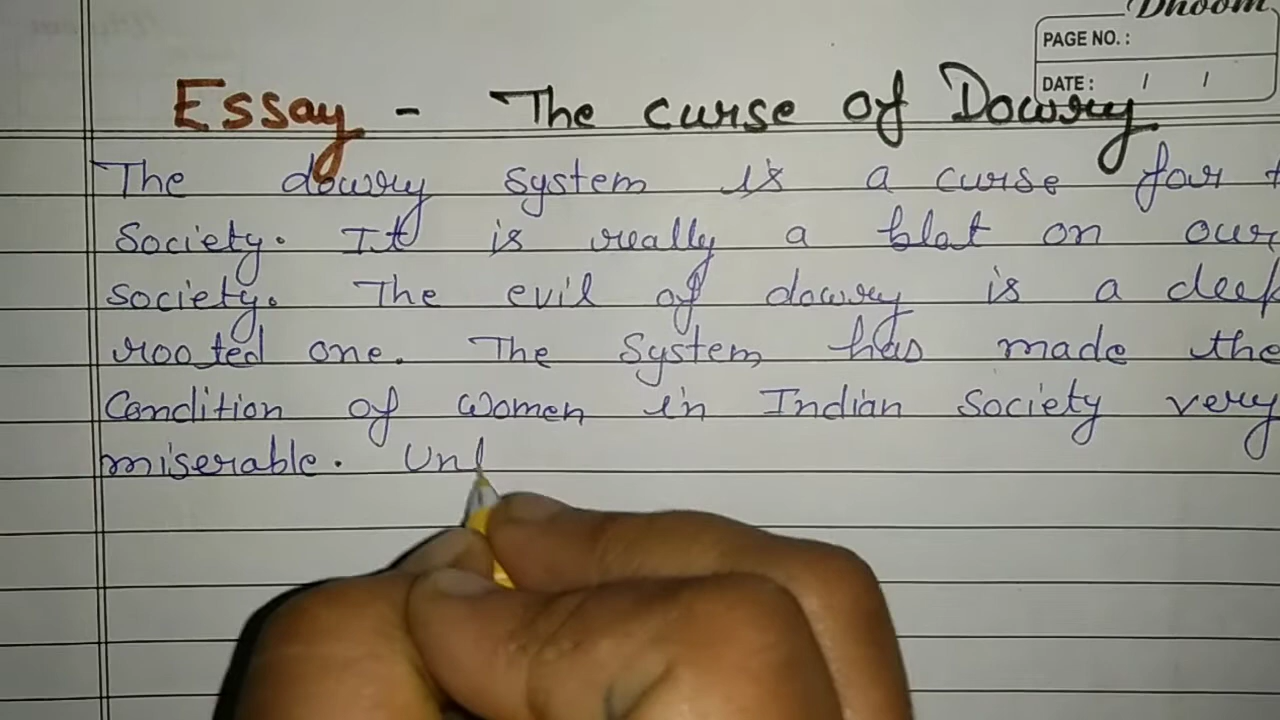 Dhoom
PAGE NO. :
DATE : / /
Essay - The curse of Dowry
The dowry system is a curse for
Society. It is really a blot on our
society. The evil of dowry is a deep
rooted one. The System has made the
Condition of women in Indian Society very
miserable. Unl